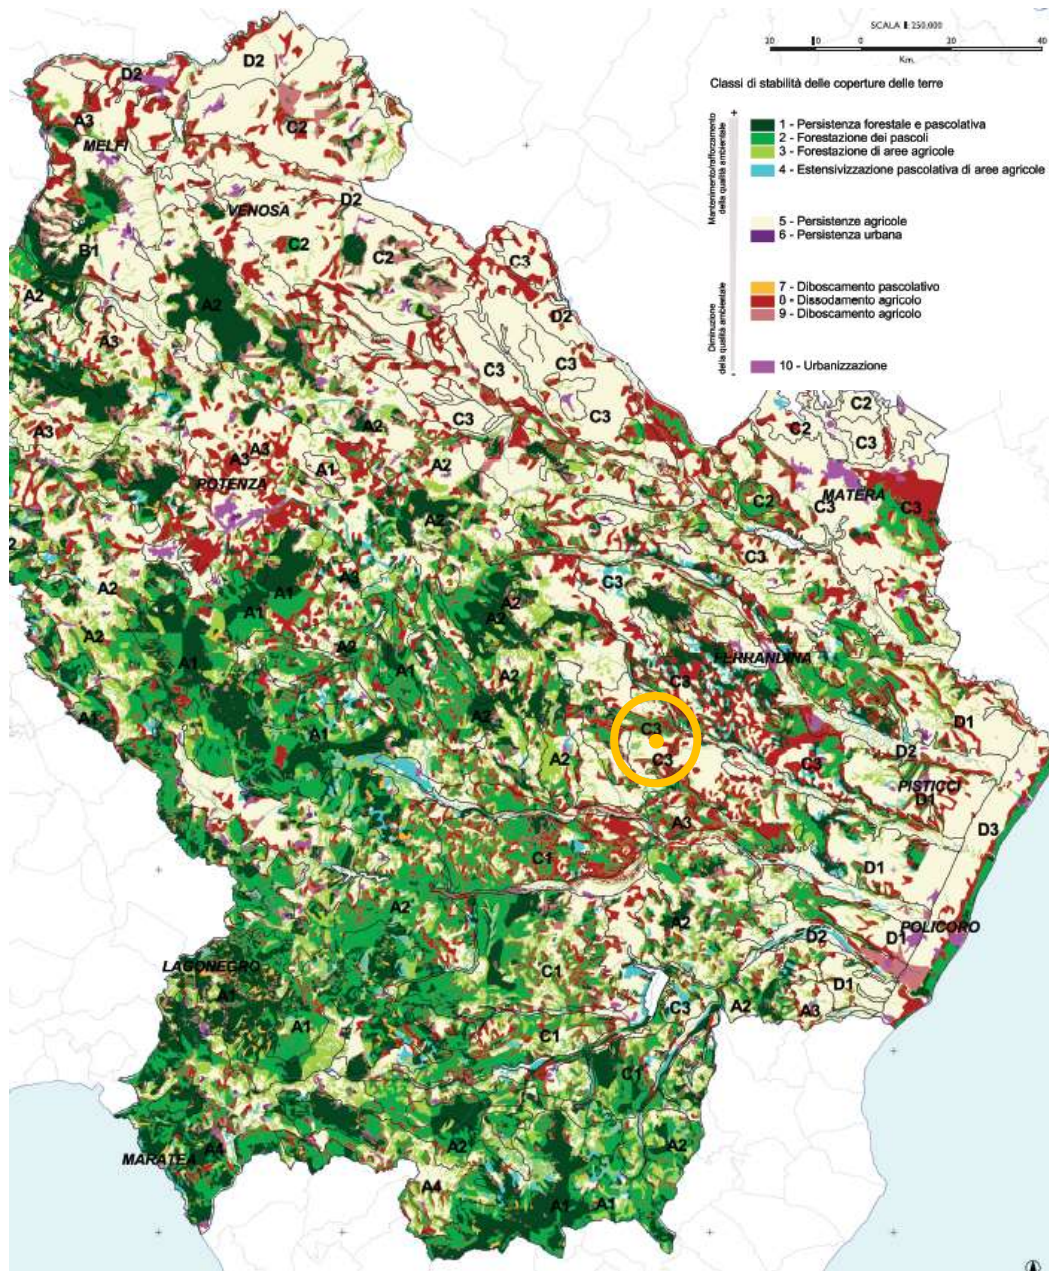 SCALA 1:250,000
20 10 0 20 40
Km.
Classi di stabilità delle coperture delle terre
+
Mantenimento/rafforzamento
della qualità ambientale
1 - Persistenza forestale e pascolativa
2 - Forestazione dei pascoli
3 - Forestazione di aree agricole
4 - Estensivizzazione pascolativa di aree agricole
5 - Persistenze agricole
6 - Persistenza urbana
Diminuzione
della qualità ambientale
-
7 - Diboscamento pascolativo
8 - Dissodamento agricolo
9 - Diboscamento agricolo
10 - Urbanizzazione
D2
D2
A3
C2
MELFI
D2
VENOSA
B1
C2
C2
C3
A2
A2
D2
A3
C3
C3
C3
C2
C2
C3
A3
A2
A3
A3
A1
A2
POTENZA
MATERA
C2
C3
C3
A2
C3
A2
A3
C3
A1
A1
A2
A2
A2
FERRANDINA
A1
A1
A2
C3
A1
A2
C3
D1
A1
D2
A2
C3
C3
PISTICCI
D1
A3
D3
C1
D1
A2
A2
POLICORO
D2
D1
LAGONEGRO
C1
A1
D1
C3
A2
A3
A1
C1
C1
A2
A2
MARATEA
A4
A4
A1
A1